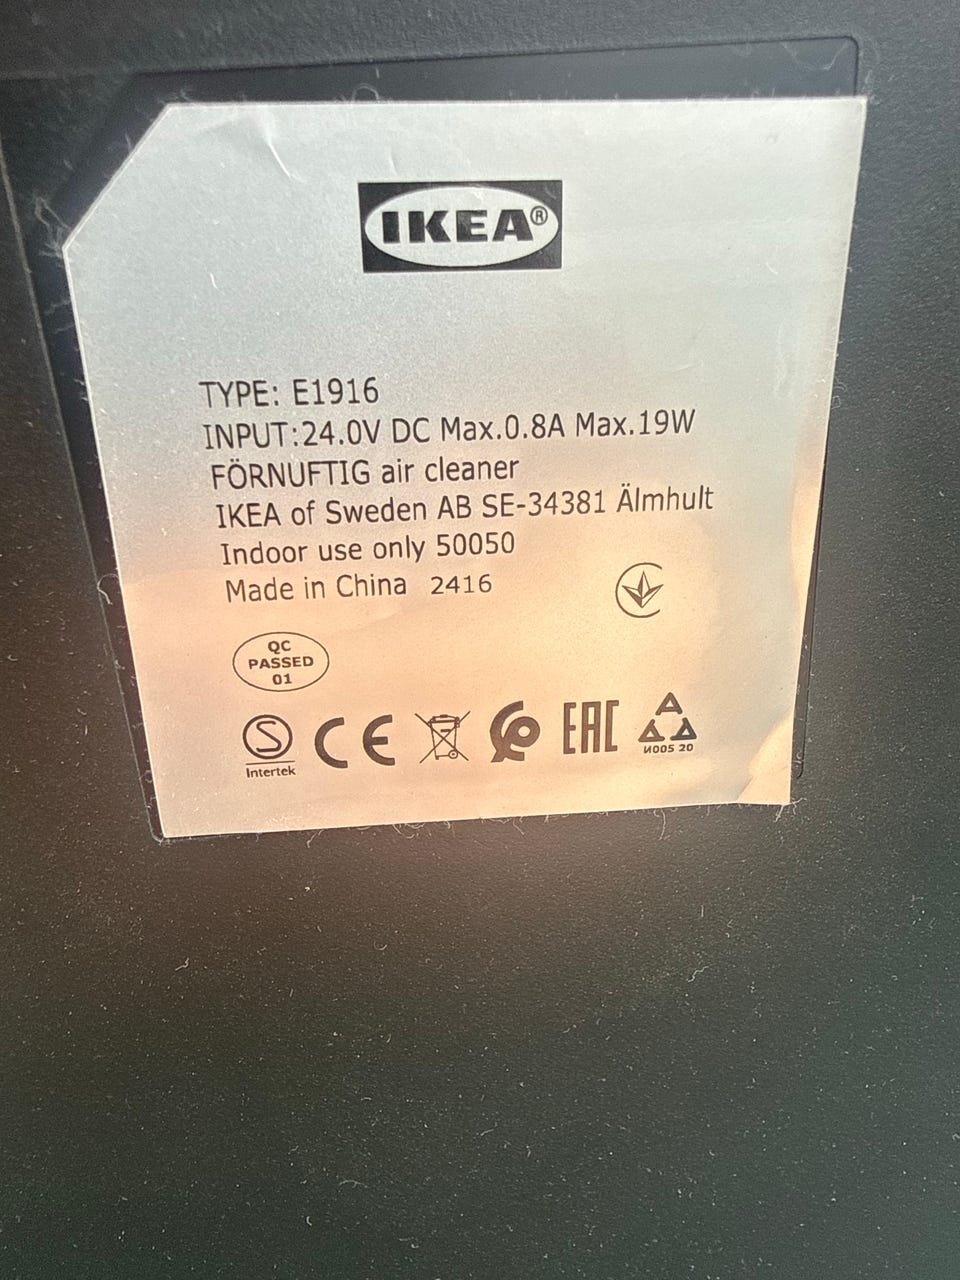 IKEA®
TYPE: E1916
INPUT:24.0V DC Max.0.8A Max.19W
FÖRNUFTIG air cleaner
IKEA of Sweden AB SE-34381 Älmhult
Indoor use only 50050
Made in China 2416
QC
PASSED
01
S CE EAC
Intertek
И005 20